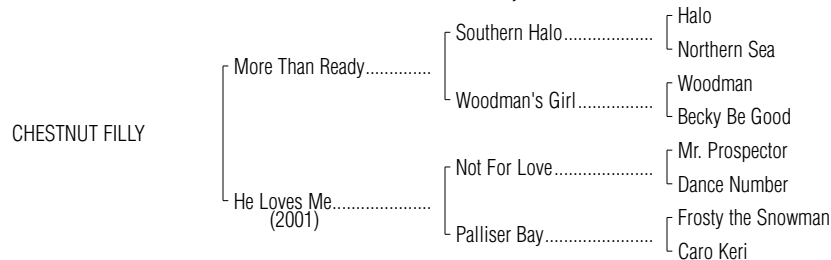 Halo
Southern Halo....................
Northern Sea
More Than Ready..............
Woodman
Woodman's Girl.................
Becky Be Good
CHESTNUT FILLY
Mr. Prospector
Not For Love......................
Dance Number
He Loves Me.....................
(2001)
Frosty the Snowman
Palliser Bay........................
Caro Keri